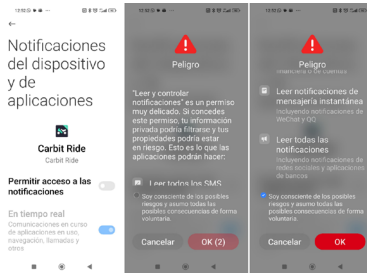 Notificaciones
del dispositivo
y de
aplicaciones
Carbit Ride
Carbit Ride
Permitir acceso a las
notificaciones
En tiempo real
Comunicaciones en curso
de aplicaciones en uso,
navegación, llamadas y
otros
Peligro
"Leer y controlar
notificaciones" es un permiso
muy delicado. Si concedes
este permiso, tu información
privada podría filtrarse y tus
propiedades podría estar
en riesgo. Esto es lo que las
aplicaciones podrán hacer:
Leer todos los SMS
Soy consciente de los posibles
riesgos y asumo todas las
posibles consecuencias de forma
voluntaria.
Cancelar
OK (2)
Peligro
financiera o de cuentas
Leer notificaciones de
mensajería instantánea
Incluyendo notificaciones de
WeChat y QQ
Leer todas las
notificaciones
Incluyendo notificaciones de
redes sociales y aplicaciones
de bancos
Soy consciente de los posibles
riesgos y asumo todas las
posibles consecuencias de forma
voluntaria.
Cancelar
OK